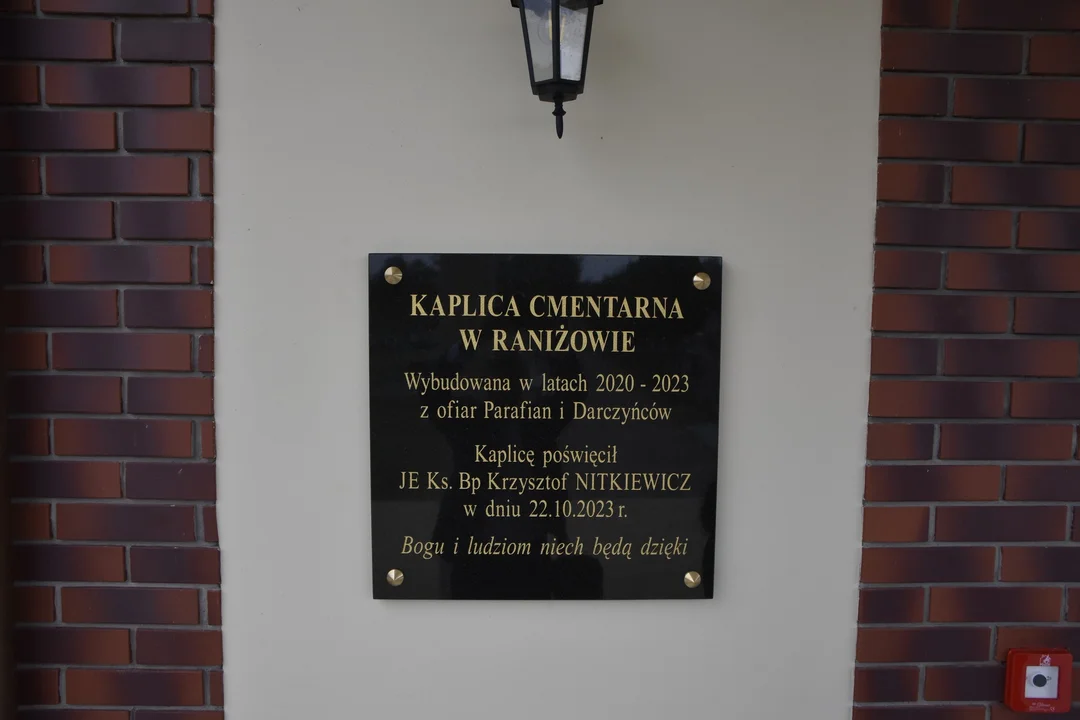 KAPLICA CMENTARNA
W RANIŻOWIE
Wybudowana w latach 2020 - 2023
z ofiar Parafian i Darczyńców
Kaplicę poświęcił
JE Ks. Bp Krzysztof NITKIEWICZ
w dniu 22.10.2023 r.
Bogu i ludziom niech będą dzięki